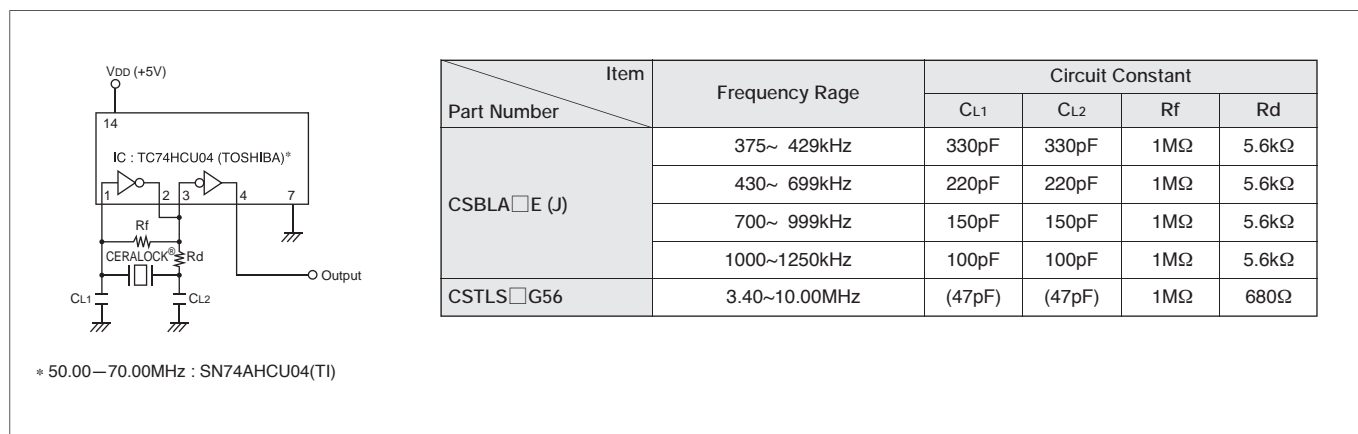 VDD (+5V)
14
IC : TC74HCU04 (TOSHIBA)*
1 2 3 4 7
Rf
CERALOCK® Rd
Output
CL1 CL2
* 50.00—70.00MHz : SN74AHCU04(TI)
Item
Part Number
Frequency Rage
Circuit Constant
CL1 CL2 Rf Rd
CSBLA□E (J)
375~ 429kHz 330pF 330pF 1MΩ 5.6kΩ
430~ 699kHz 220pF 220pF 1MΩ 5.6kΩ
700~ 999kHz 150pF 150pF 1MΩ 5.6kΩ
1000~1250kHz 100pF 100pF 1MΩ 5.6kΩ
CSTLS□G56 3.40~10.00MHz (47pF) (47pF) 1MΩ 680Ω